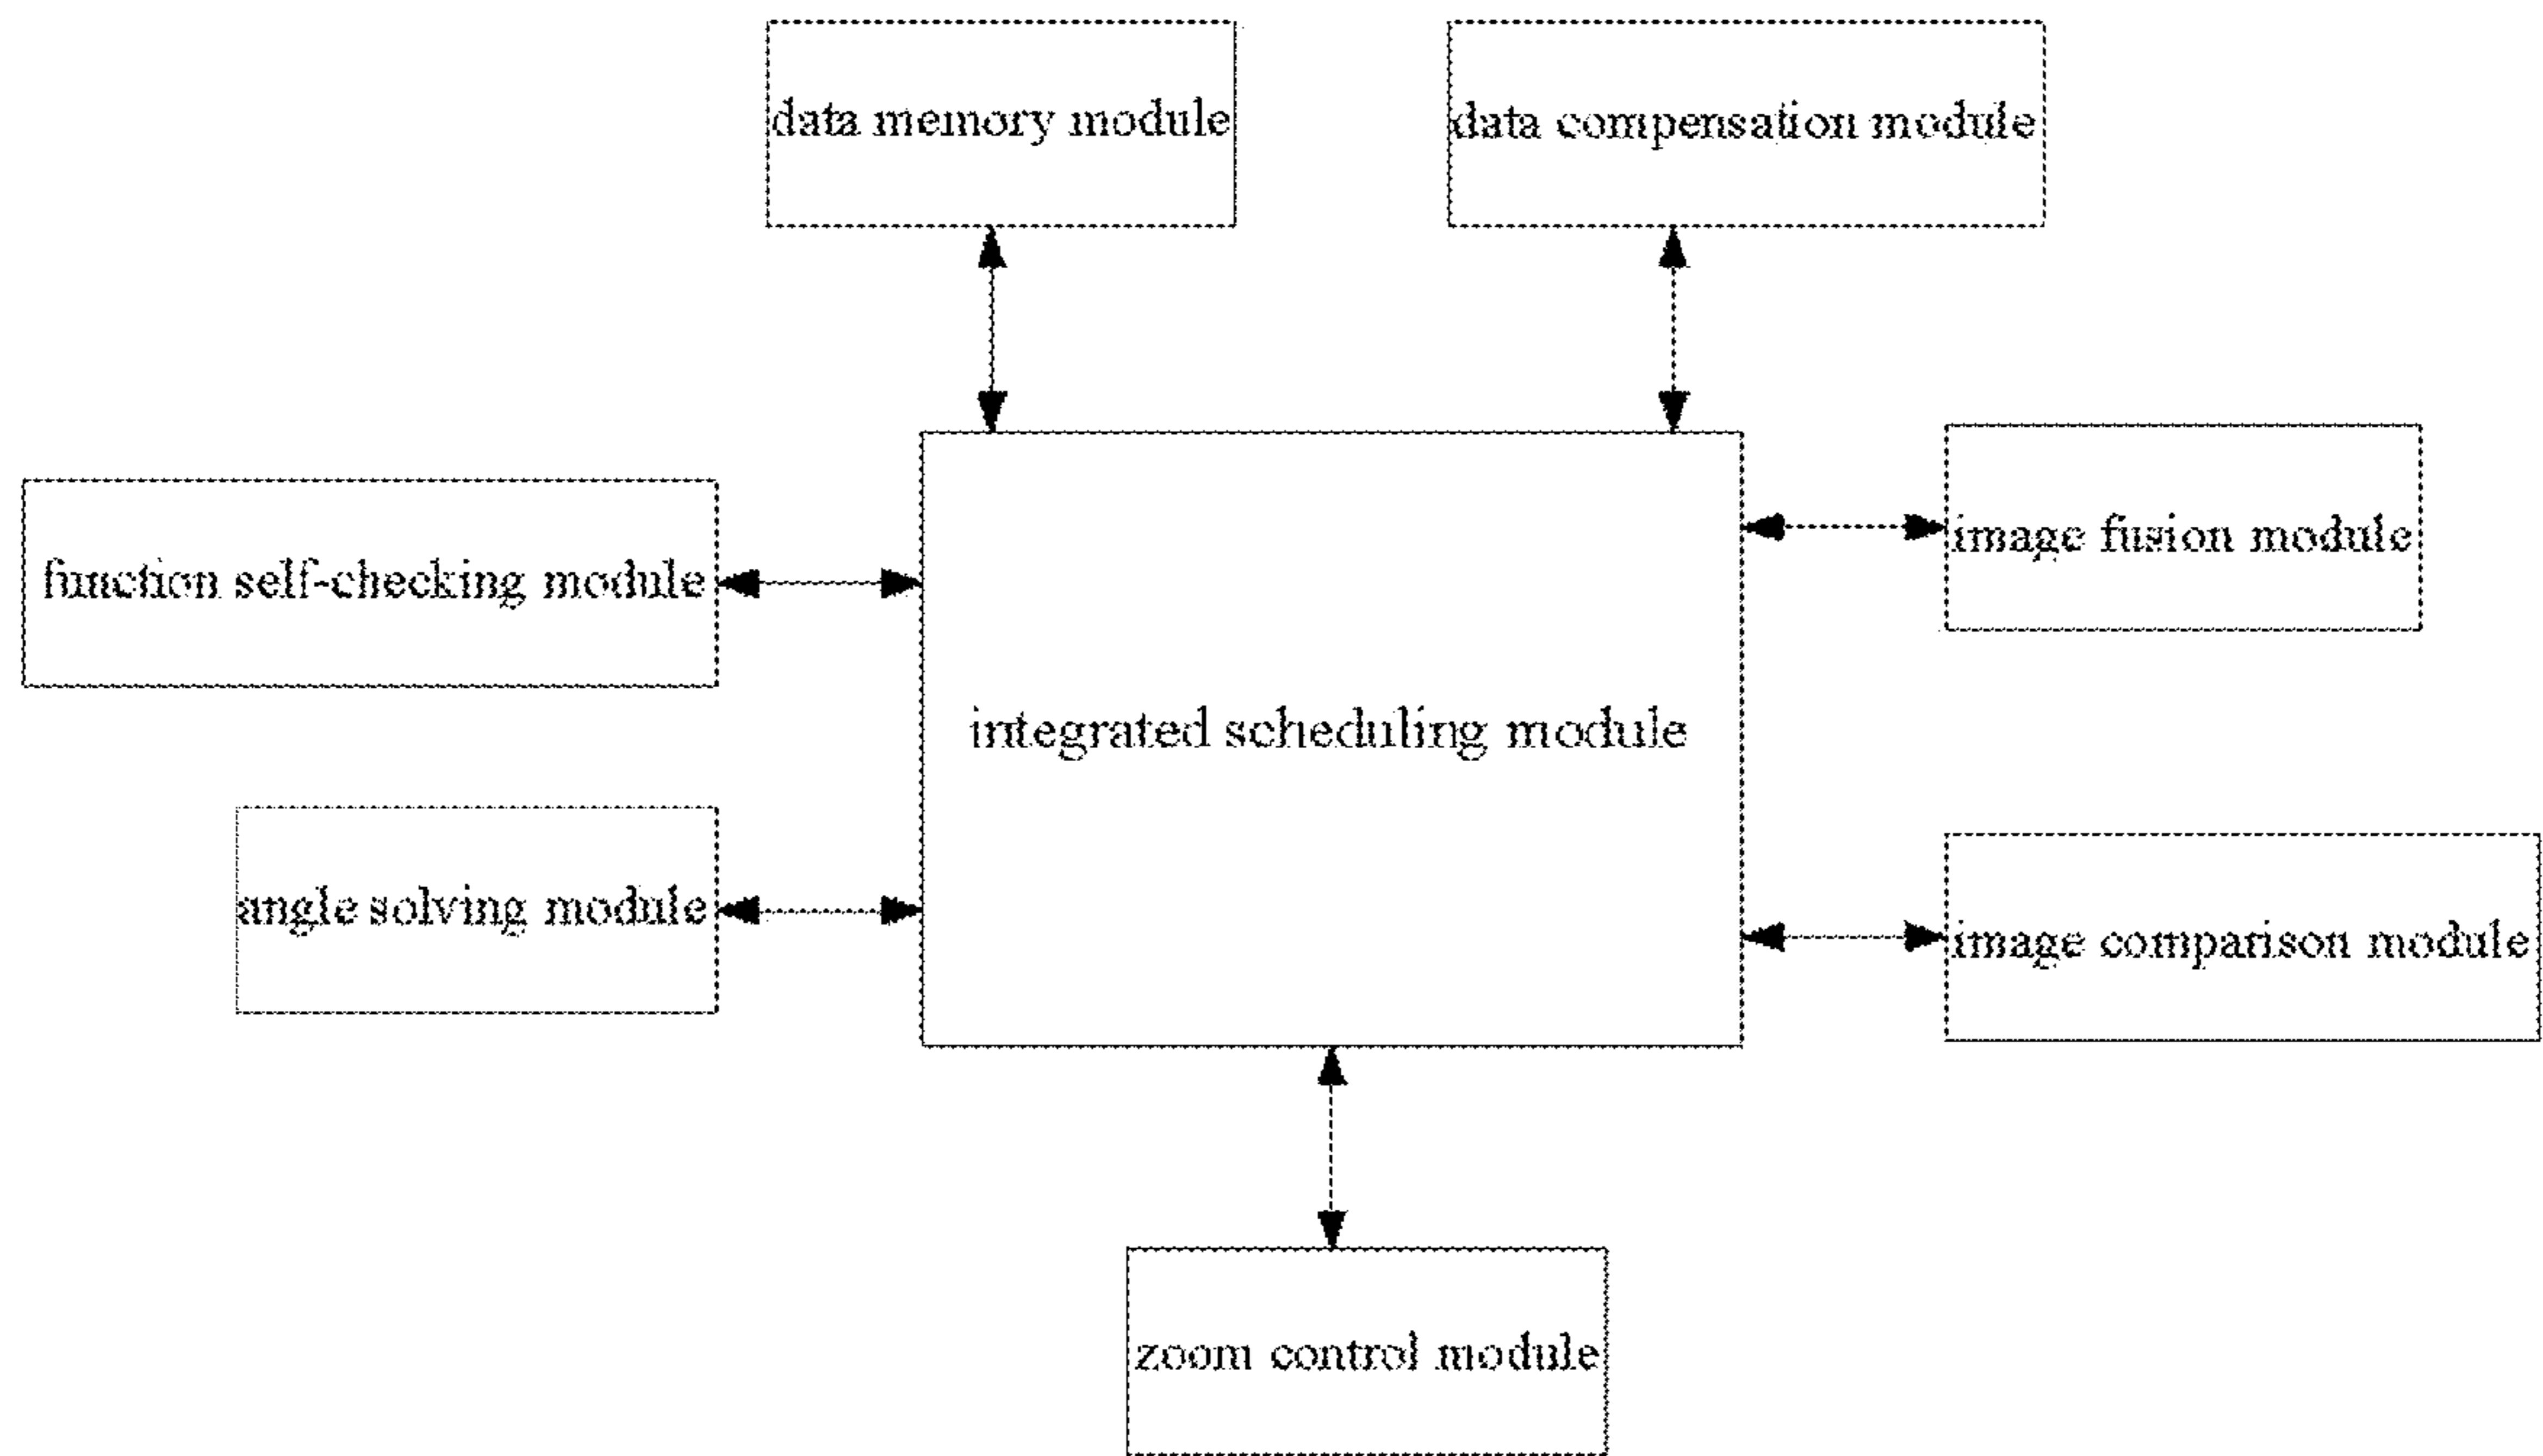 data memory module
data compensation module
image fusion module
function self-checking module
integrated scheduling module
angle solving module
image comparison module
zoom control module